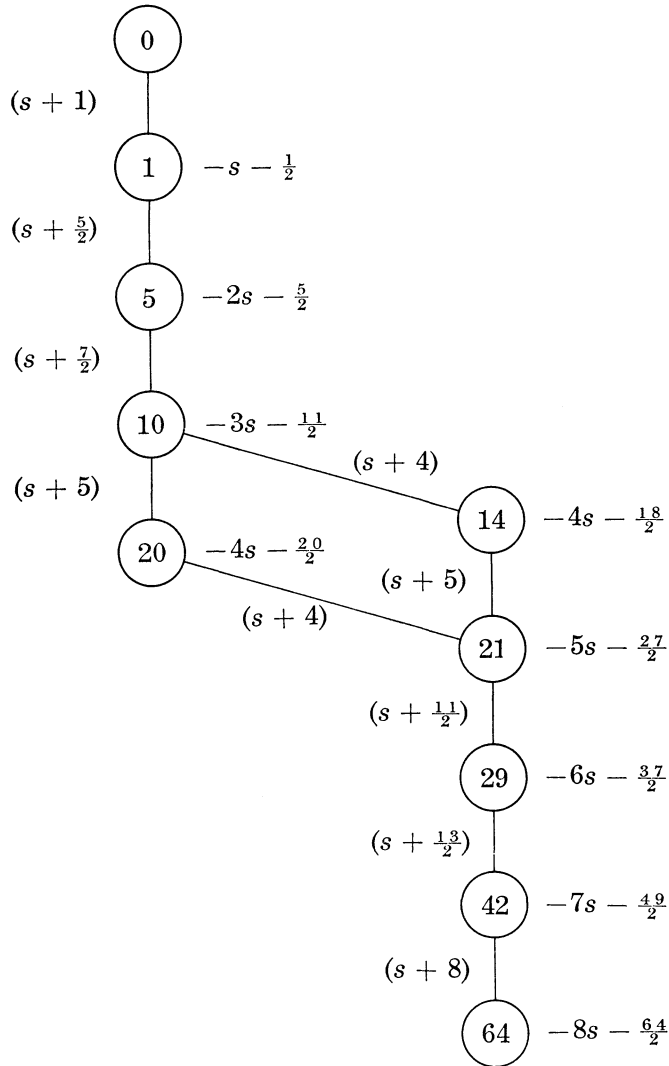 0
(s + 1)
1 −s − 1/2
(s + 5/2)
5 −2s − 5/2
(s + 7/2)
10 −3s − 11/2
(s + 4)
(s + 5)
14 −4s − 18/2
20 −4s − 20/2
(s + 5)
(s + 4)
21 −5s − 27/2
(s + 11/2)
29 −6s − 37/2
(s + 13/2)
42 −7s − 49/2
(s + 8)
64 −8s − 64/2